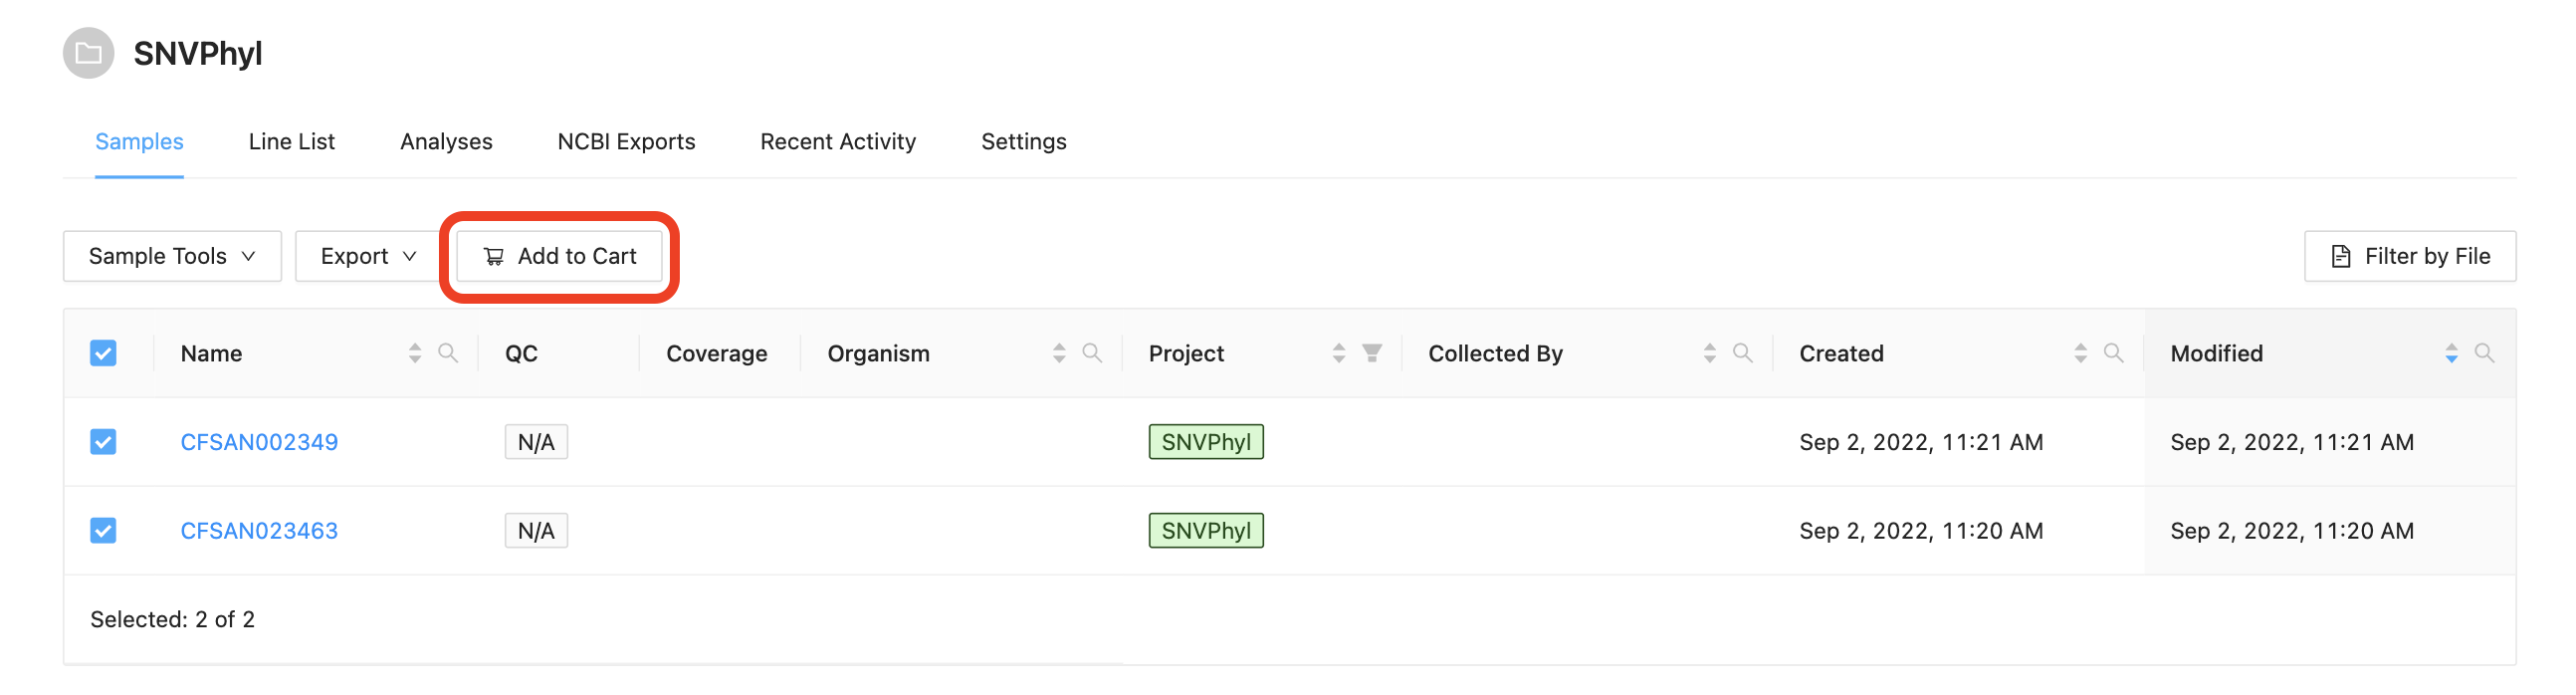 SNVPhyl
Samples Line List Analyses NCBI Exports Recent Activity Settings
Sample Tools Export Add to Cart Filter by File
Name QC Coverage Organism Project Collected By Created Modified
CFSAN002349 N/A SNVPhyl Sep 2, 2022, 11:21 AM Sep 2, 2022, 11:21 AM
CFSAN023463 N/A SNVPhyl Sep 2, 2022, 11:20 AM Sep 2, 2022, 11:20 AM
Selected: 2 of 2